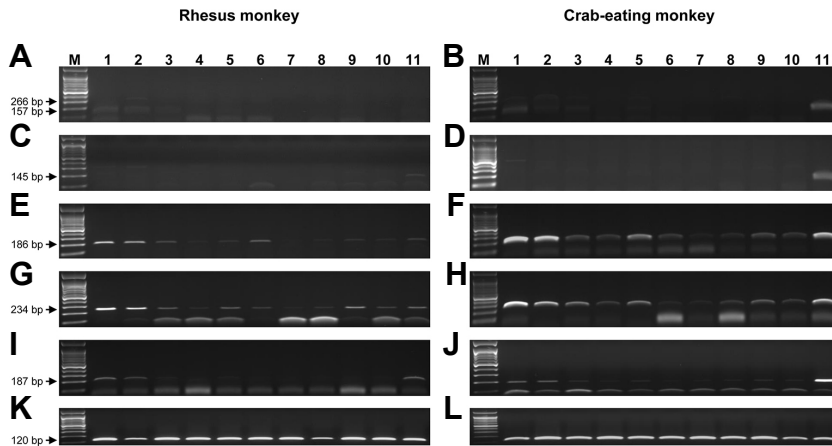 Rhesus monkey
Crab-eating monkey
A
M 1 2 3 4 5 6 7 8 9 10 11
266 bp
157 bp
B
M 1 2 3 4 5 6 7 8 9 10 11
C
145 bp
D
E
186 bp
F
G
234 bp
H
I
187 bp
J
K
120 bp
L